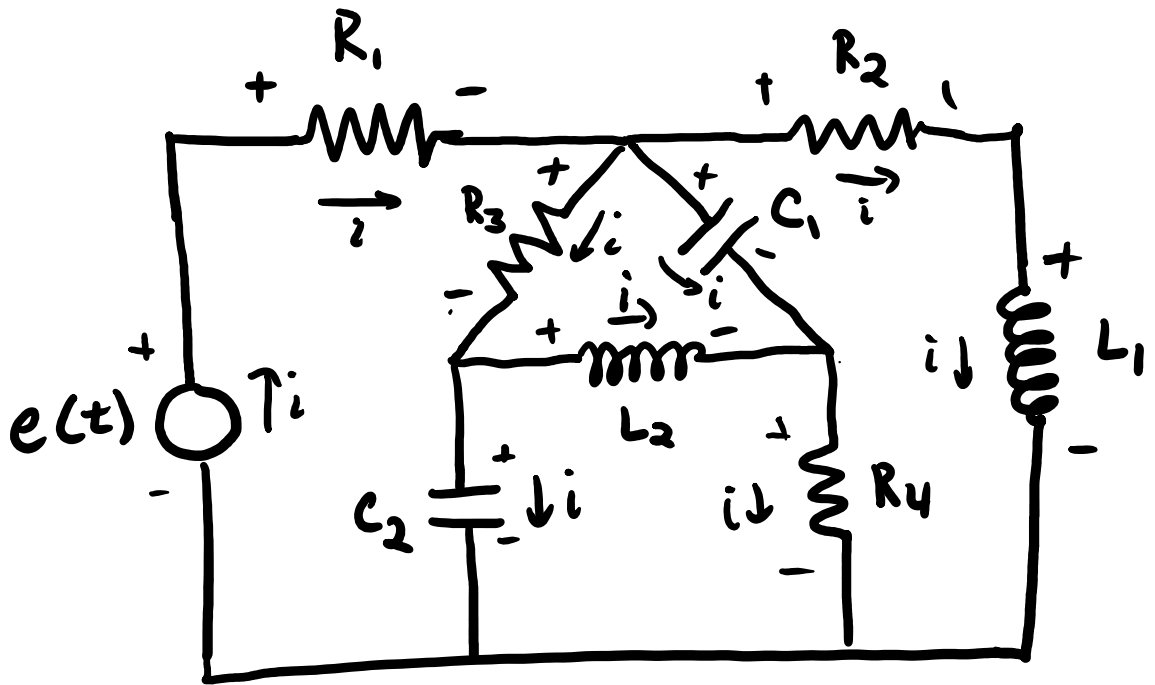 R1
+ -
R2
+
i
i
R3
+
-
i
C1
+
-
i
e(t)
+
-
i
L2
+ -
i
L1
+
-
i
C2
+
-
i
R4
+
-
i